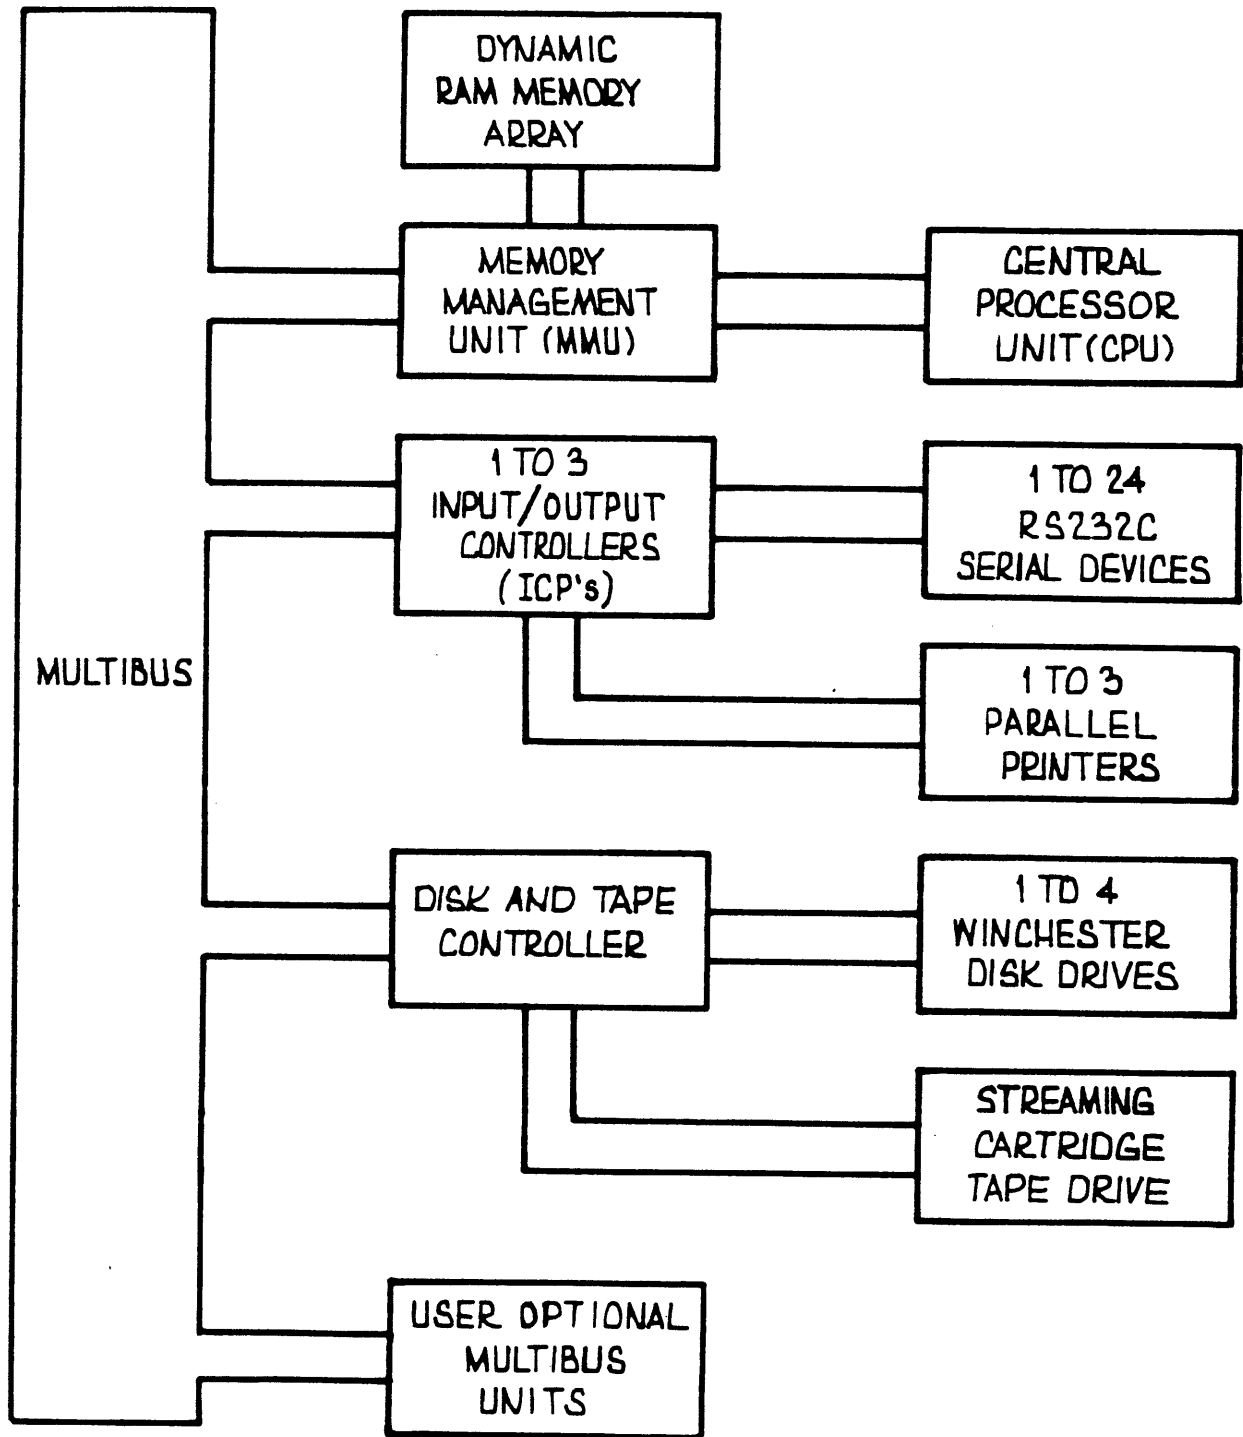 DYNAMIC
RAM MEMORY
ARRAY
MEMORY
MANAGEMENT
UNIT (MMU)
CENTRAL
PROCESSOR
UNIT (CPU)
1 TO 3
INPUT/OUTPUT
CONTROLLERS
(ICP's)
1 TO 24
RS232C
SERIAL DEVICES
MULTIBUS
1 TO 3
PARALLEL
PRINTERS
DISK AND TAPE
CONTROLLER
1 TO 4
WINCHESTER
DISK DRIVES
STREAMING
CARTRIDGE
TAPE DRIVE
USER OPTIONAL
MULTIBUS
UNITS